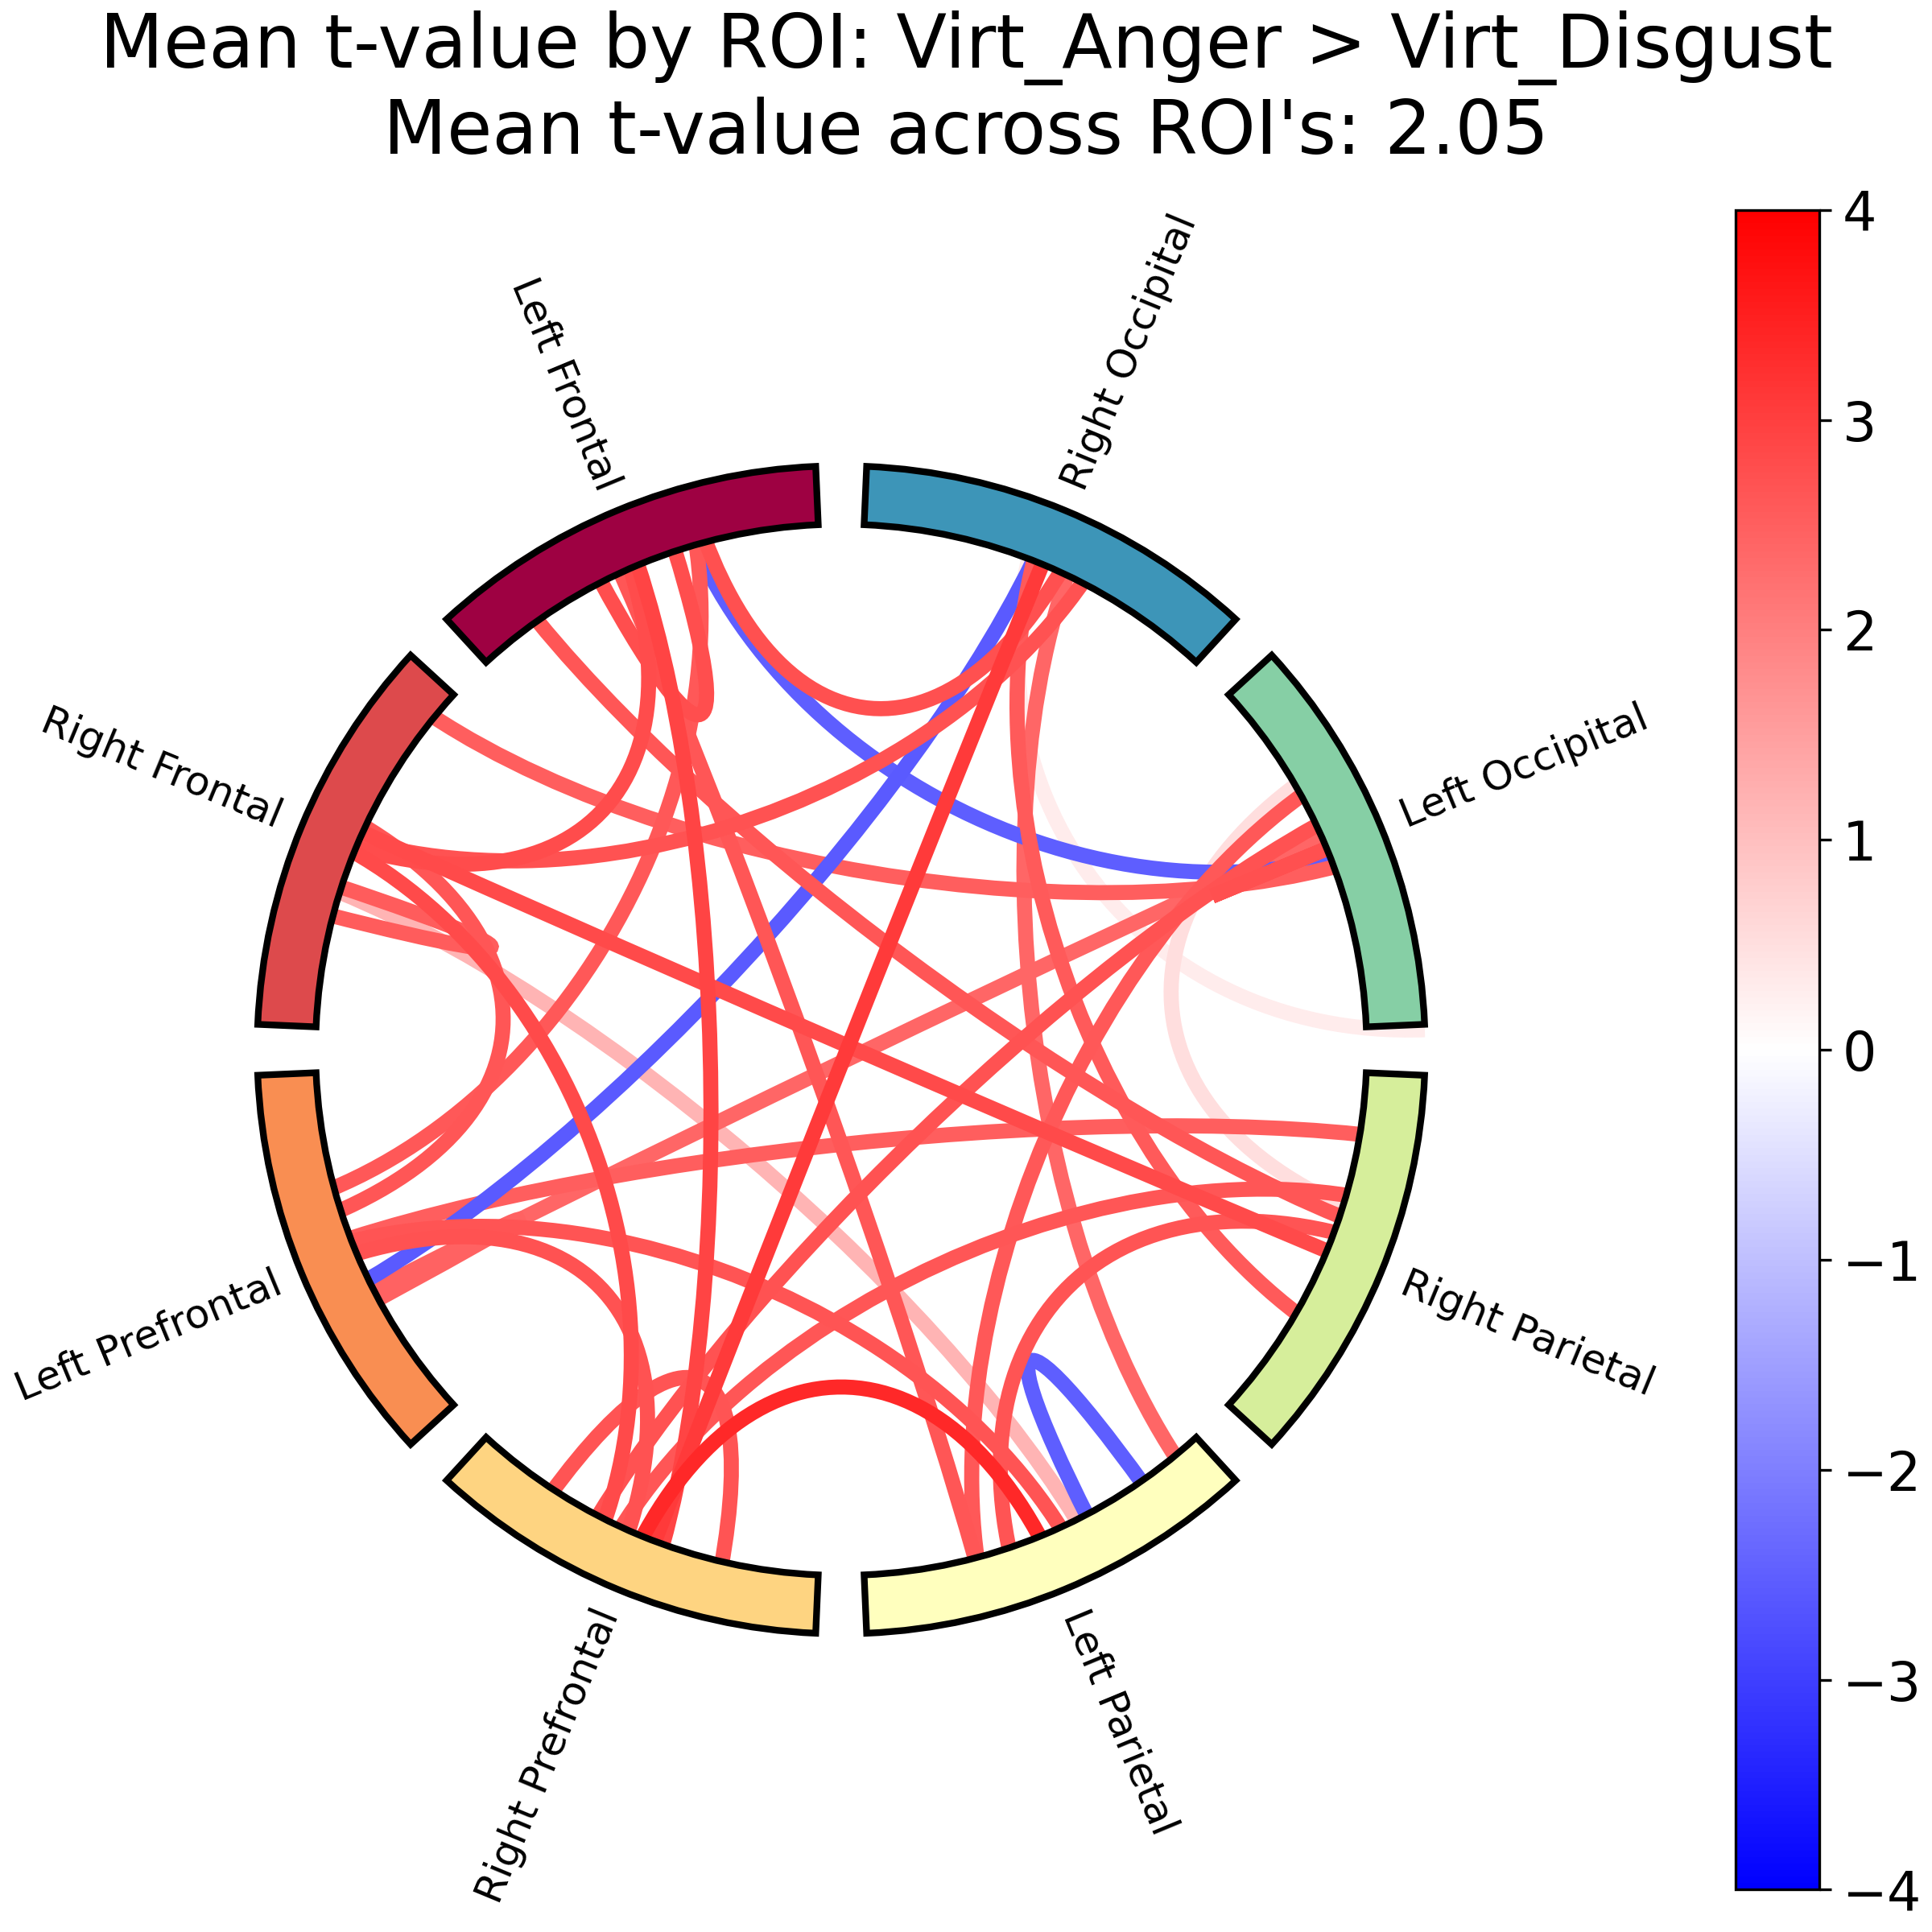 Mean t-value by ROI: Virt_Anger > Virt_Disgust
Mean t-value across ROI's: 2.05
Left Frontal
Right Occipital
Right Frontal
Left Occipital
Left Prefrontal
Right Parietal
Right Prefrontal
Left Parietal
4
3
2
1
0
−1
−2
−3
−4